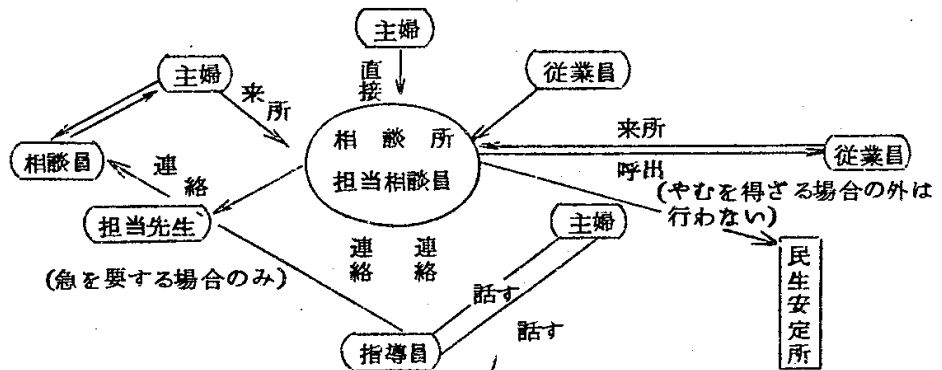 主婦
直接
従業員
主婦
来所
相談員
連絡
相談所
担当相談員
来所
呼出
従業員
(やむを得ざる場合の外は
行わない)
担当先生
(急を要する場合のみ)
連絡
連絡
主婦
話す
話す
指導員
民生安定所